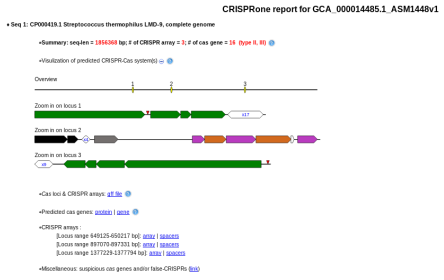 CRISPRone report for GCA_000014485.1_ASM1448v1
Seq 1: CP000419.1 Streptococcus thermophilus LMD-9, complete genome
Summary: seq-len = 1856368 bp; # of CRISPR array = 3; # of cas gene = 16 (type II, III)
Visulization of predicted CRISPR-Cas system(s)
Overview
1 2 3
Zoom in on locus 1
Zoom in on locus 2
Zoom in on locus 3
Cas loci & CRISPR arrays: gff file
Predicted cas genes: protein | gene
CRISPR arrays :
[Locus range 649125-650217 bp]: array | spacers
[Locus range 897070-897331 bp]: array | spacers
[Locus range 1377229-1377794 bp]: array | spacers
Miscellaneous: suspicious cas genes and/or false-CRISPRs (link)